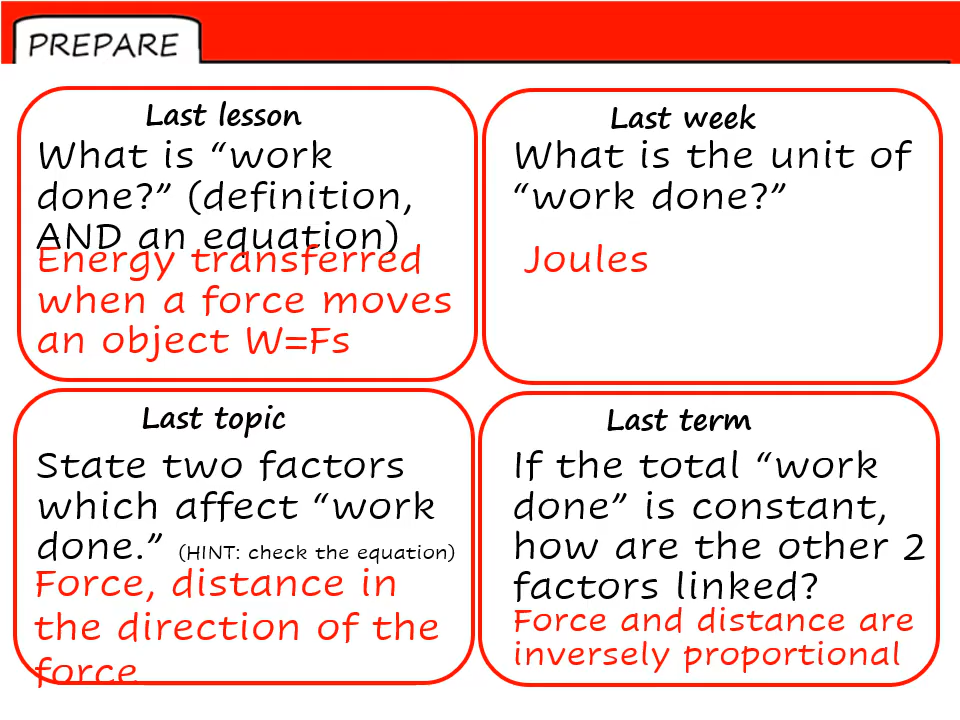 PREPARE
Last lesson
What is “work
done?” (definition,
AND an equation)
Energy transferred
when a force moves
an object W=Fs
Last week
What is the unit of
“work done?”
Joules
Last topic
State two factors
which affect “work
done.” (HINT: check the equation)
Force, distance in
the direction of the
force
Last term
If the total “work
done” is constant,
how are the other 2
factors linked?
Force and distance are
inversely proportional